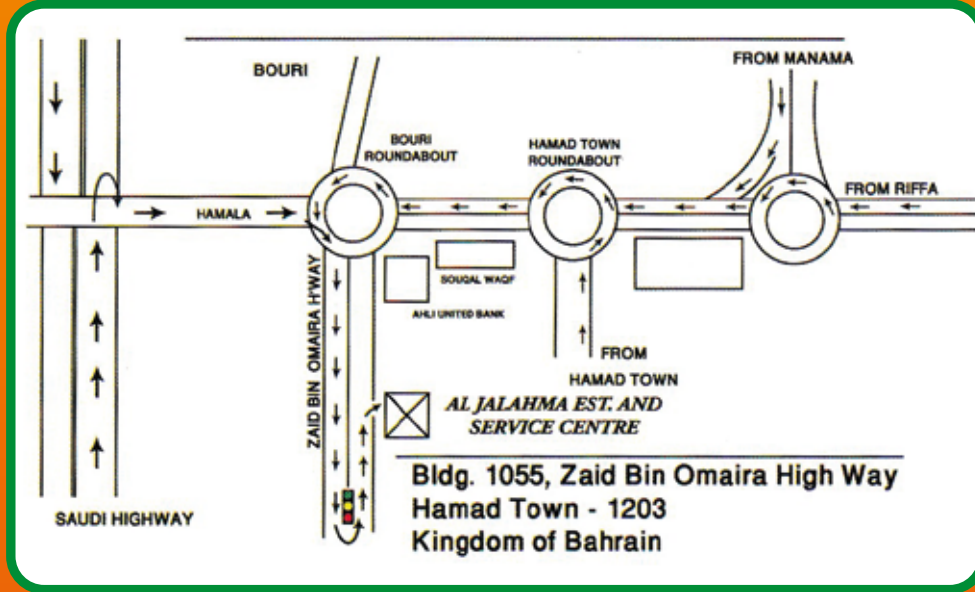 BOURI
FROM MANAMA
BOURI
ROUNDABOUT
HAMAD TOWN
ROUNDABOUT
FROM RIFFA
HAMALA
ZAID BIN OMAIRA H'WAY
SOUQAL WAQF
AHLI UNITED BANK
FROM
HAMAD TOWN
AL JALAHMA EST. AND
SERVICE CENTRE
SAUDI HIGHWAY
Bldg. 1055, Zaid Bin Omaira High Way
Hamad Town - 1203
Kingdom of Bahrain